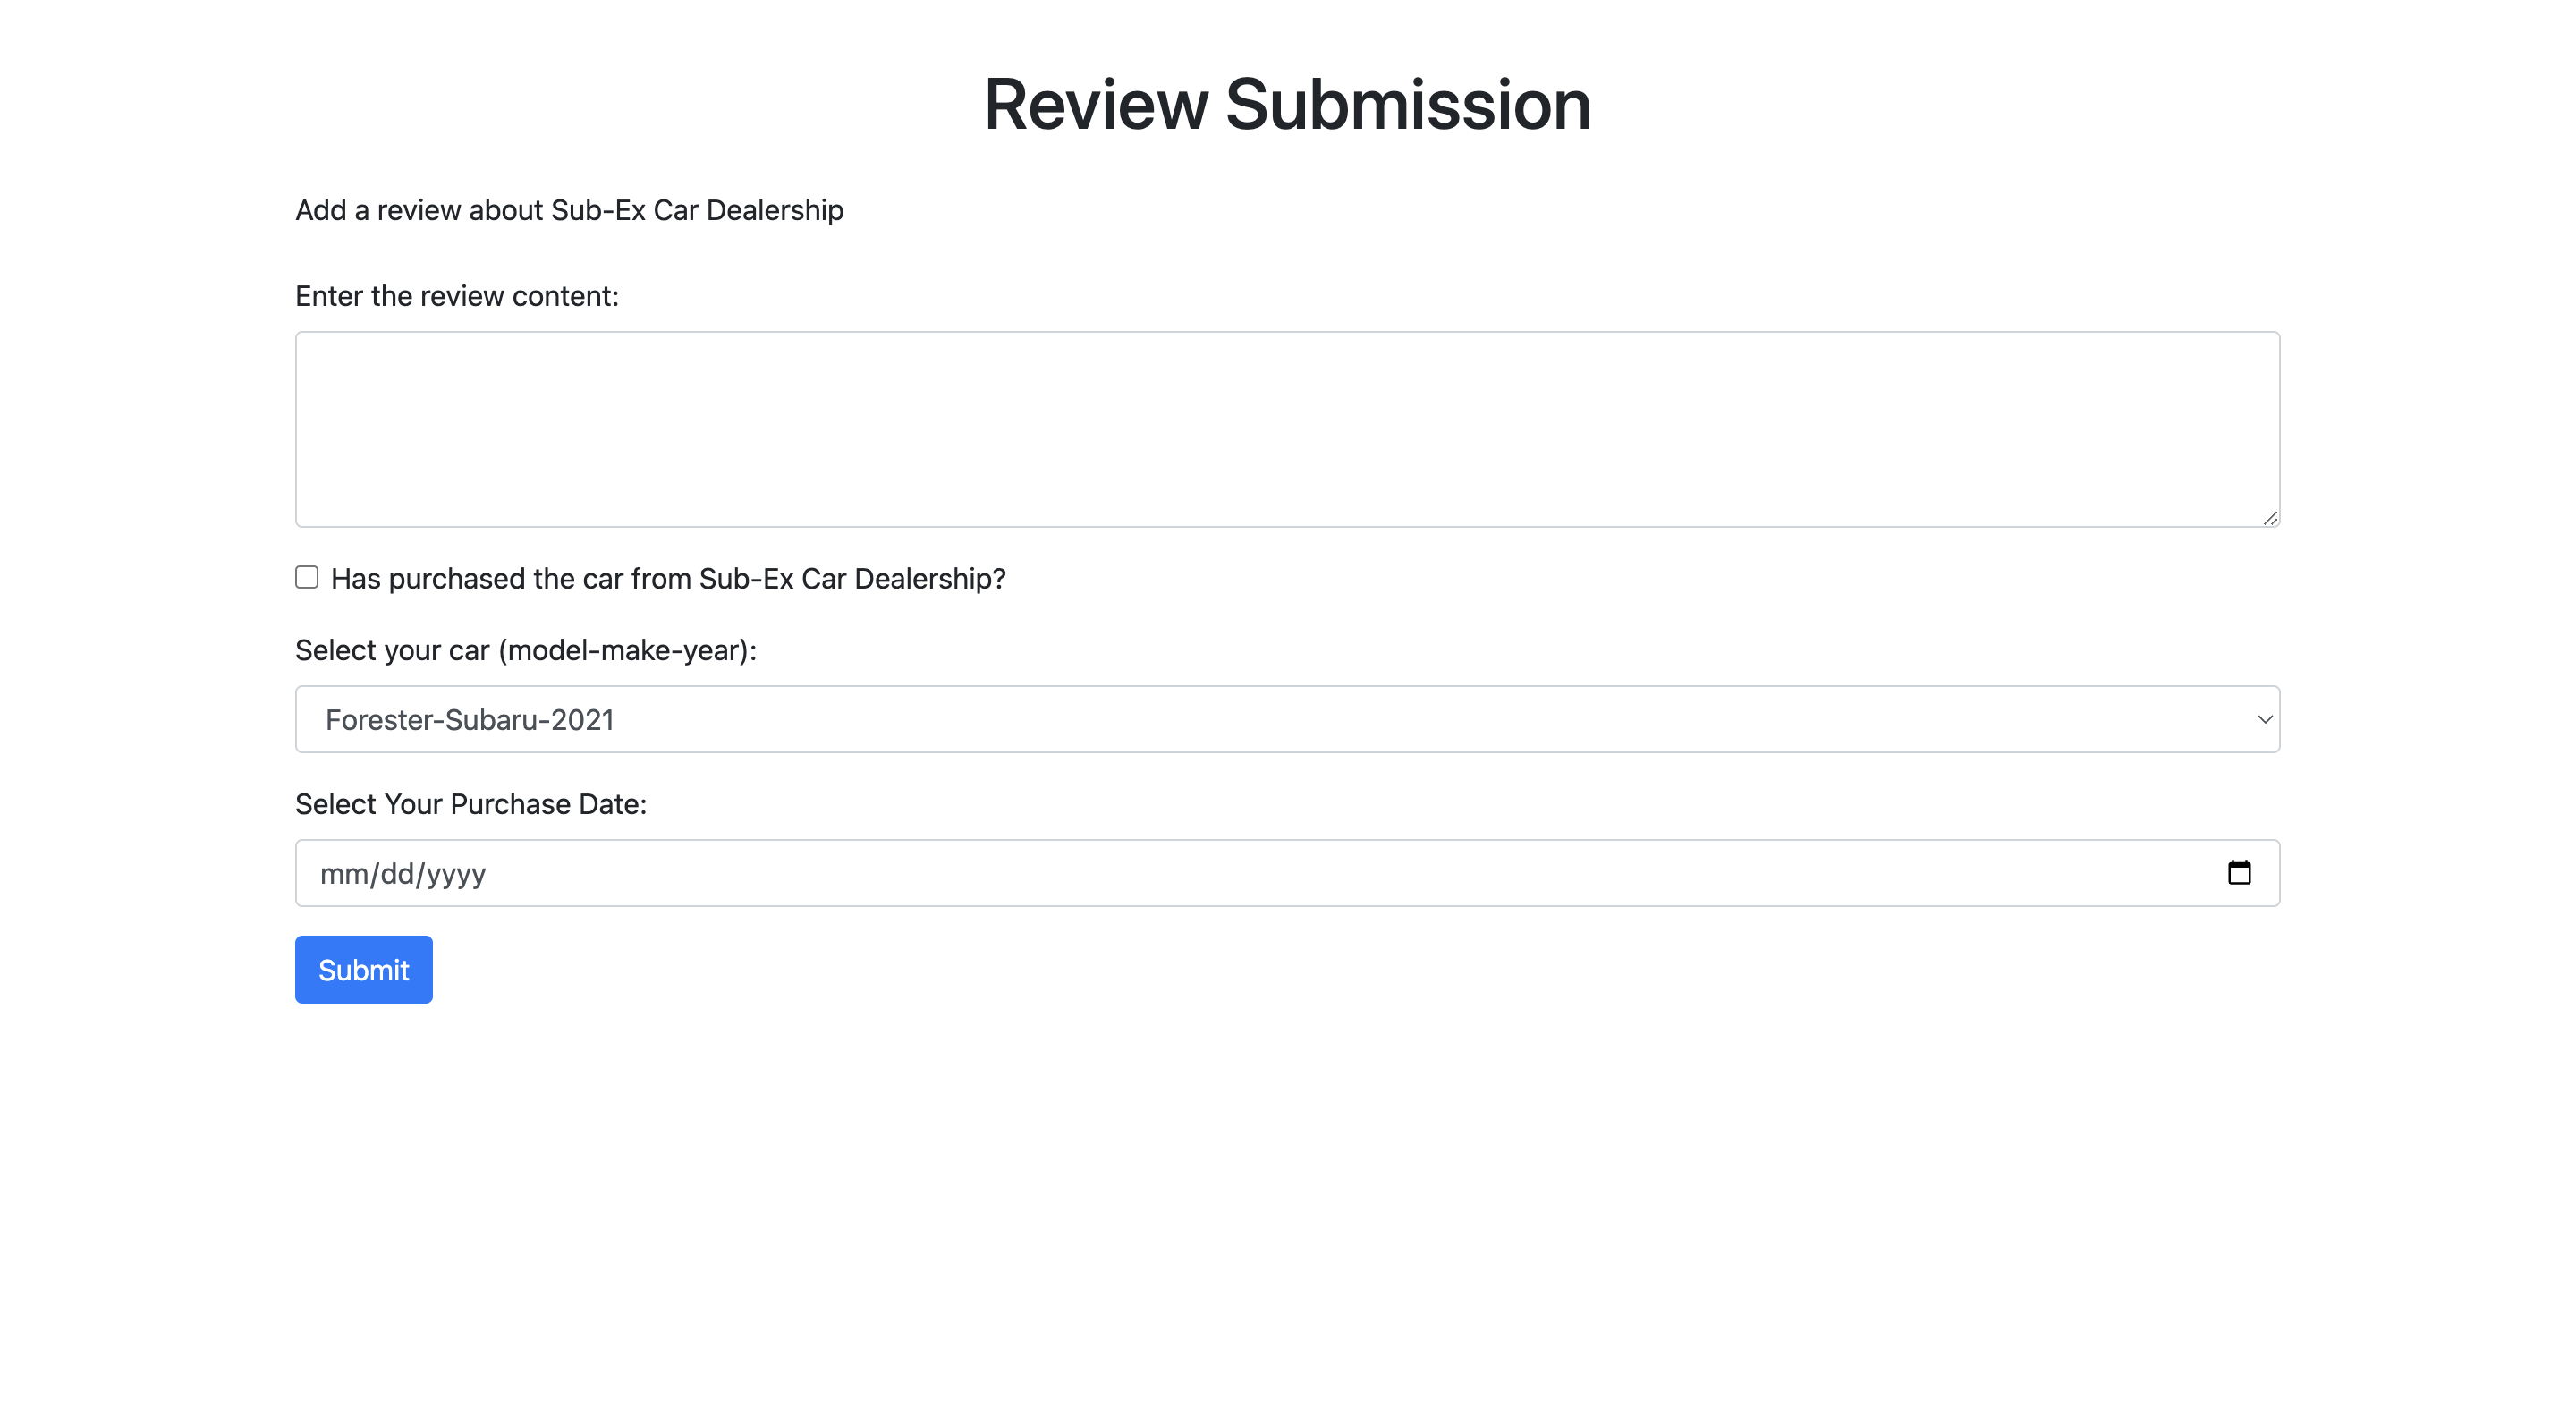 Review Submission
Add a review about Sub-Ex Car Dealership
Enter the review content:
Has purchased the car from Sub-Ex Car Dealership?
Select your car (model-make-year):
Forester-Subaru-2021
Select Your Purchase Date:
mm/dd/yyyy
Submit